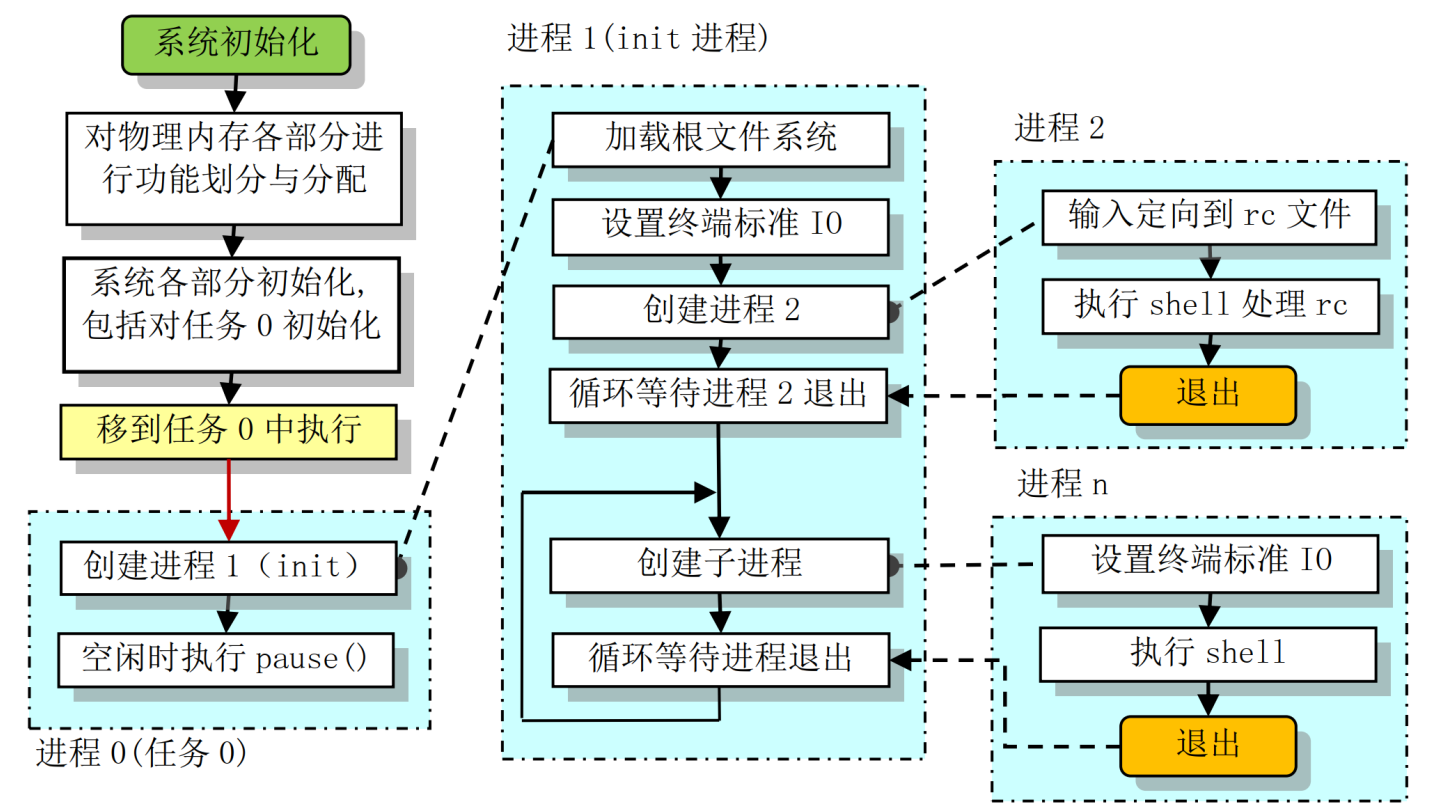 系统初始化
对物理内存各部分进
行功能划分与分配
系统各部分初始化,
包括对任务 0 初始化
移到任务 0 中执行
创建进程 1（init）
空闲时执行 pause()
进程 0(任务 0)
进程 1(init 进程)
加载根文件系统
设置终端标准 IO
创建进程 2
循环等待进程 2 退出
创建子进程
循环等待进程退出
进程 2
输入定向到 rc 文件
执行 shell 处理 rc
退出
进程 n
设置终端标准 IO
执行 shell
退出